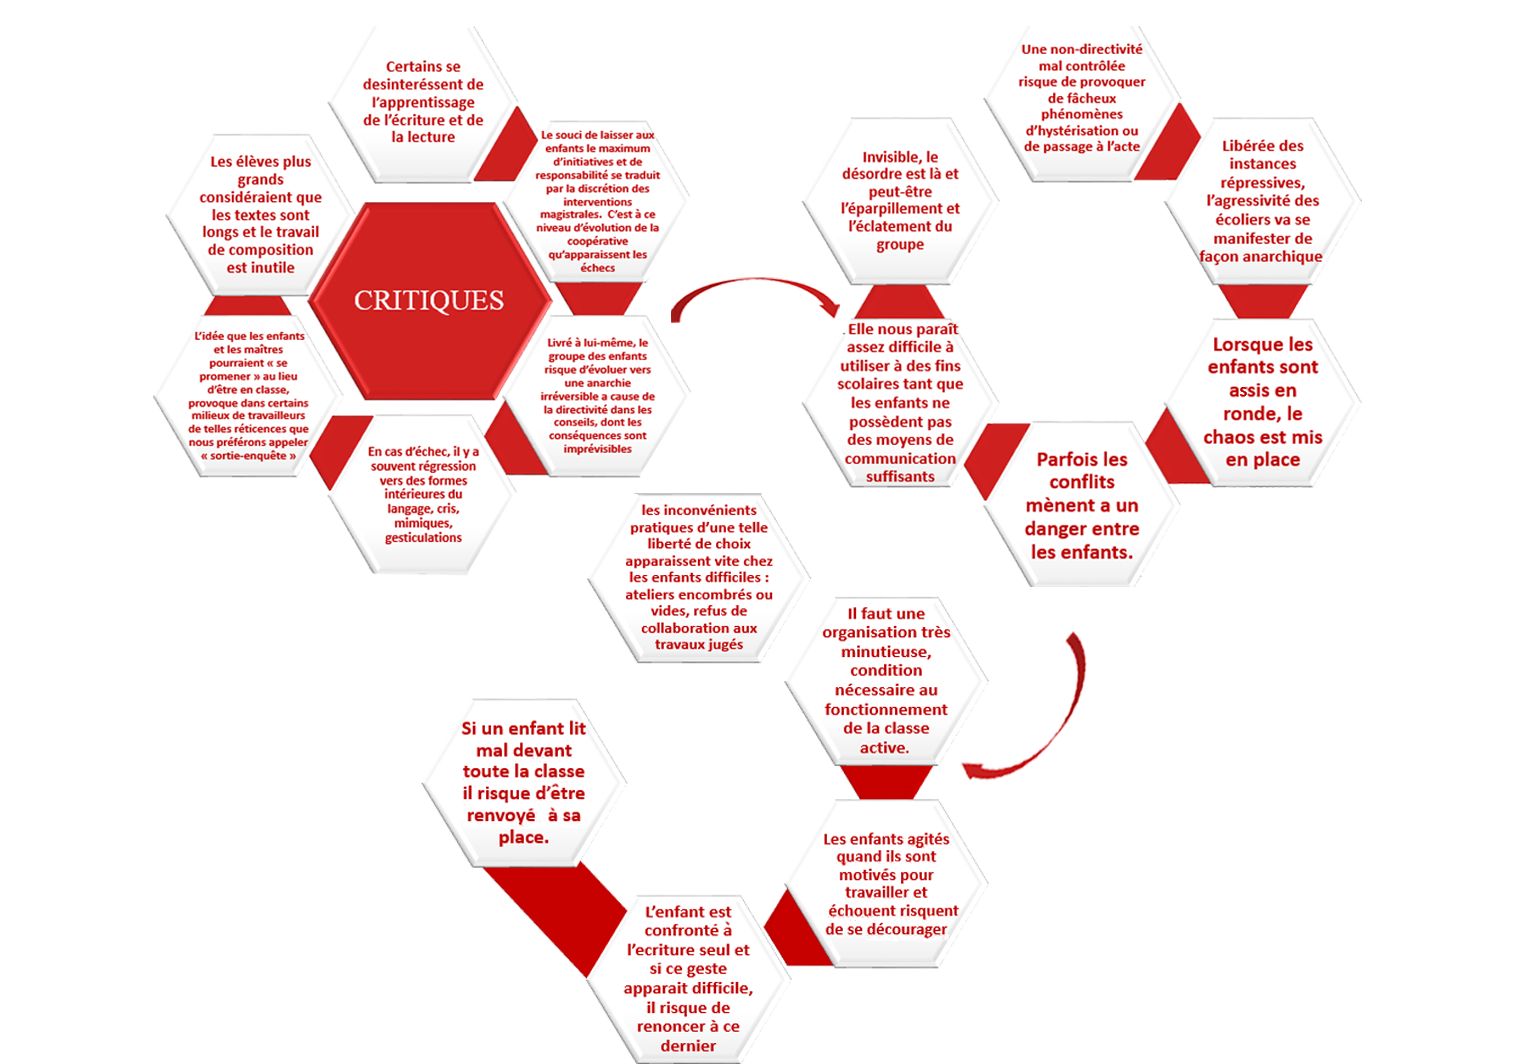 Certains se
desinteréssent de
l'apprentissage
de l'écriture et de
la lecture
Le souci de laisser aux
enfants le maximum
d'initiatives et de
responsabilité se traduit
par la discrétion des
interventions
magistrales. C'est à ce
niveau d'évolution de la
coopérative
qu'apparaissent les
échecs
Les élèves plus
grands
considéraient que
les textes sont
longs et le travail
de composition
est inutile
CRITIQUES
L'idée que les enfants
et les maîtres
pourraient « se
promener » au lieu
d'être en classe,
provoque dans certains
milieux de travailleurs
de telles réticences que
nous préférons appeler
« sortie-enquête »
En cas d'échec, il y a
souvent régression
vers des formes
intérieures du
langage, cris,
mimiques,
gesticulations
Livré à lui-même, le
groupe des enfants
risque d'évoluer vers
une anarchie
irréversible a cause de
la directivité dans les
conseils, dont les
conséquences sont
imprévisibles
Une non-directivité
mal contrôlée
risque de provoquer
de fâcheux
phénomènes
d'hystérisation ou
de passage à l'acte
Invisible, le
désordre est là et
peut-être
l'éparpillement et
l'éclatement du
groupe
Libérée des
instances
répressives,
l'agressivité des
écoliers va se
manifester de
façon anarchique
. Elle nous paraît
assez difficile à
utiliser à des fins
scolaires tant que
les enfants ne
possèdent pas
des moyens de
communication
suffisants
Lorsque les
enfants sont
assis en
ronde, le
chaos est mis
en place
Parfois les
conflits
mènent a un
danger entre
les enfants.
les inconvénients
pratiques d'une telle
liberté de choix
apparaissent vite chez
les enfants difficiles :
ateliers encombrés ou
vides, refus de
collaboration aux
travaux jugés
Il faut une
organisation très
minutieuse,
condition
nécessaire au
fonctionnement
de la classe
active.
Si un enfant lit
mal devant
toute la classe
il risque d'être
renvoyé à sa
place.
Les enfants agités
quand ils sont
motivés pour
travailler et
échouent risquent
de se décourager
L'enfant est
confronté à
l'ecriture seul et
si ce geste
apparait difficile,
il risque de
renoncer à ce
dernier